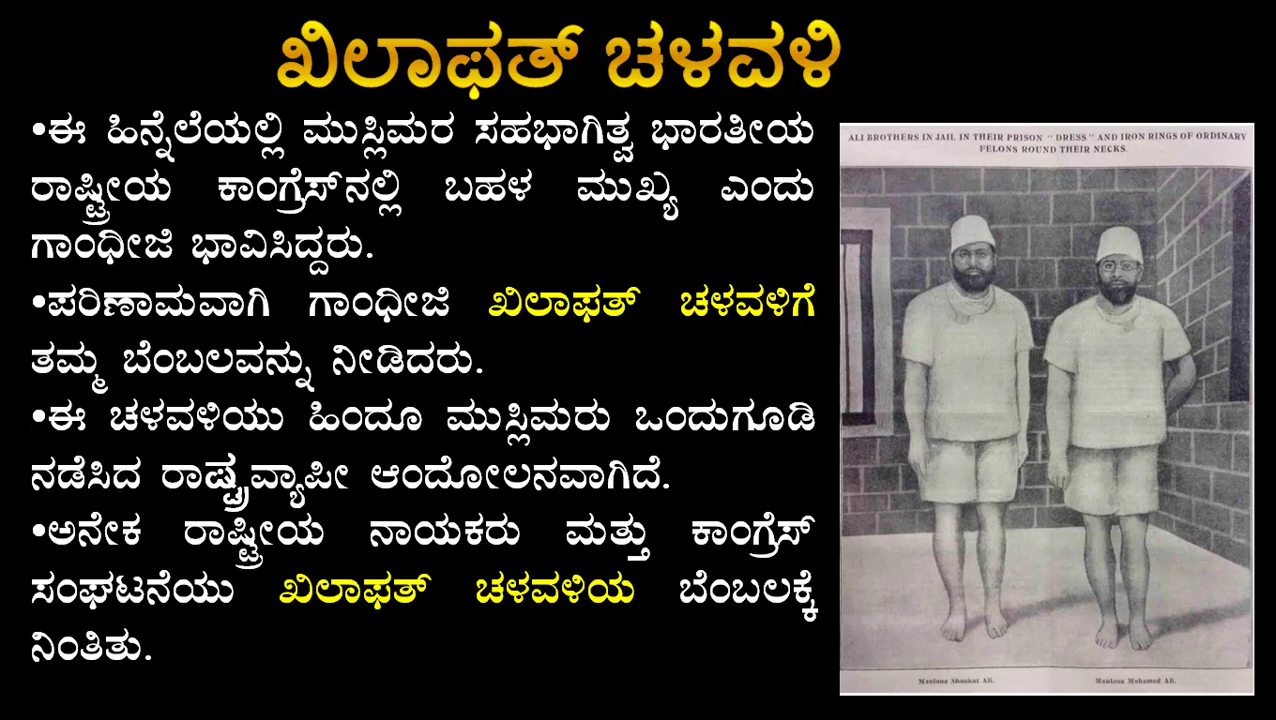 ಖಿಲಾಫತ್ ಚಳವಳಿ
•ಈ ಹಿನ್ನೆಲೆಯಲ್ಲಿ ಮುಸ್ಲಿಮರ ಸಹಭಾಗಿತ್ವ ಭಾರತೀಯ
ರಾಷ್ಟ್ರೀಯ ಕಾಂಗ್ರೆಸ್‌ನಲ್ಲಿ ಬಹಳ ಮುಖ್ಯ ಎಂದು
ಗಾಂಧೀಜಿ ಭಾವಿಸಿದ್ದರು.
•ಪರಿಣಾಮವಾಗಿ ಗಾಂಧೀಜಿ ಖಿಲಾಫತ್ ಚಳವಳಿಗೆ
ತಮ್ಮ ಬೆಂಬಲವನ್ನು ನೀಡಿದರು.
•ಈ ಚಳವಳಿಯು ಹಿಂದೂ ಮುಸ್ಲಿಮರು ಒಂದುಗೂಡಿ
ನಡೆಸಿದ ರಾಷ್ಟ್ರವ್ಯಾಪೀ ಆಂದೋಲನವಾಗಿದೆ.
•ಅನೇಕ ರಾಷ್ಟ್ರೀಯ ನಾಯಕರು ಮತ್ತು ಕಾಂಗ್ರೆಸ್
ಸಂಘಟನೆಯು ಖಿಲಾಫತ್ ಚಳವಳಿಯ ಬೆಂಬಲಕ್ಕೆ
ನಿಂತಿತು.
ALI BROTHERS IN JAIL IN THEIR PRISON "DRESS" AND IRON RINGS OF ORDINARY
FELONS ROUND THEIR NECKS.
Maulana Shaukat Ali.
Maulana Mohamed Ali.